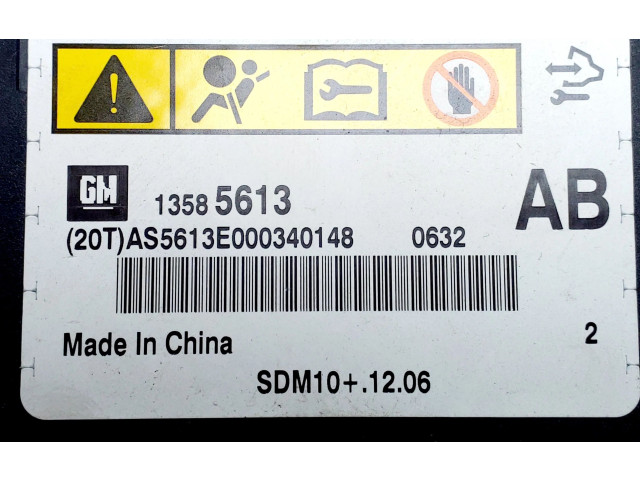 GM 1358 5613 AB
(20T)AS5613E000340148 0632
Made In China 2
SDM10+.12.06